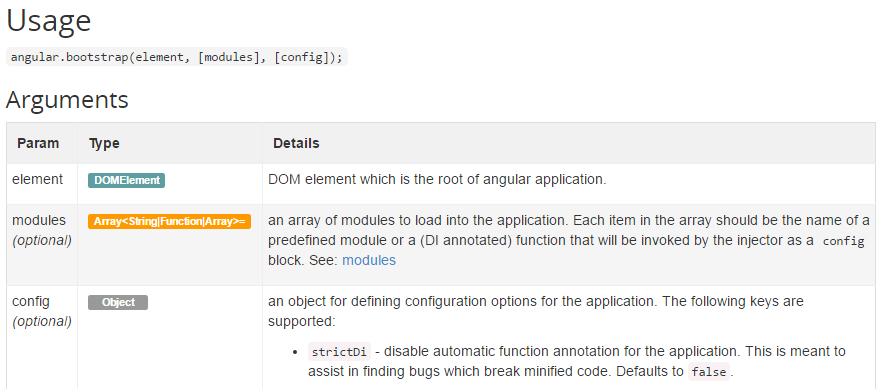 Usage
angular.bootstrap(element, [modules], [config]);
Arguments
Param Type Details
element DOMElement DOM element which is the root of angular application.
modules (optional) Array<String|Function|Array>= an array of modules to load into the application. Each item in the array should be the name of a
predefined module or a (DI annotated) function that will be invoked by the injector as a config
block. See: modules
config (optional) Object an object for defining configuration options for the application. The following keys are
supported:
• strictDi - disable automatic function annotation for the application. This is meant to
assist in finding bugs which break minified code. Defaults to false.